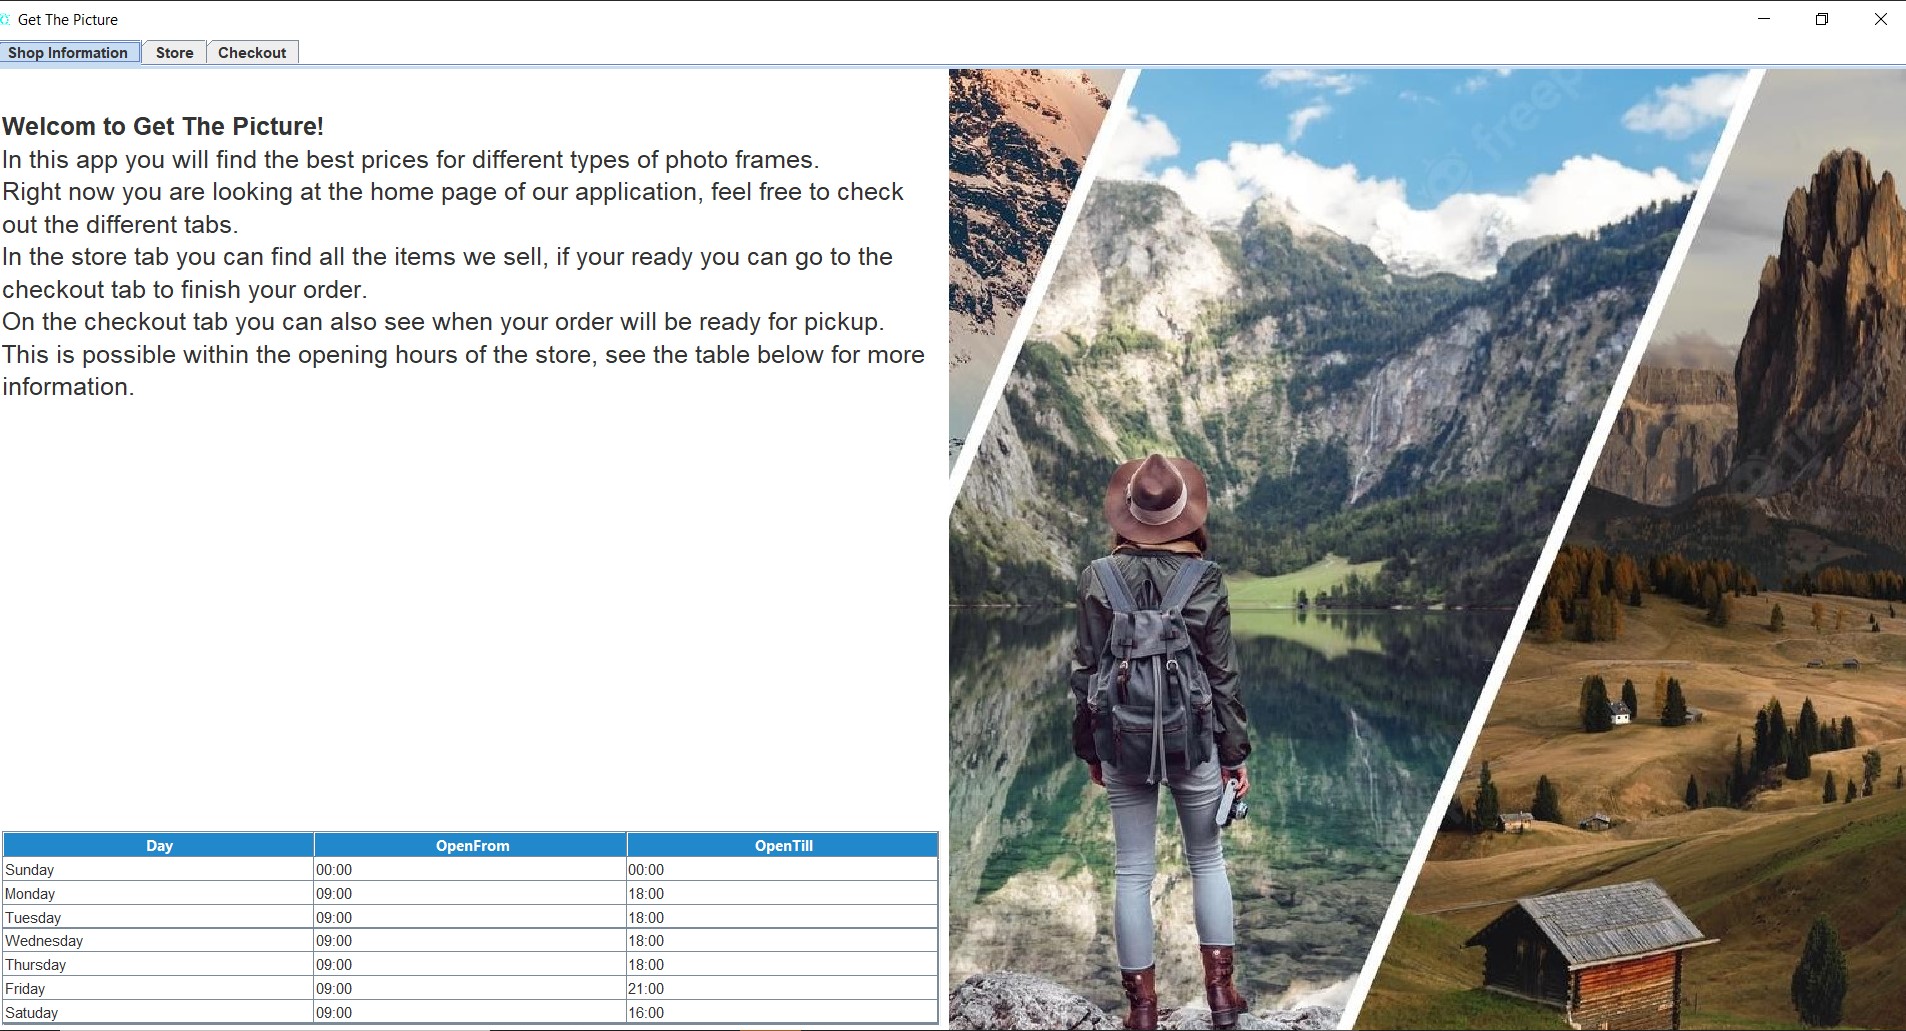 Get The Picture
Shop Information Store Checkout
Welcom to Get The Picture!
In this app you will find the best prices for different types of photo frames.
Right now you are looking at the home page of our application, feel free to check
out the different tabs.
In the store tab you can find all the items we sell, if your ready you can go to the
checkout tab to finish your order.
On the checkout tab you can also see when your order will be ready for pickup.
This is possible within the opening hours of the store, see the table below for more
information.
Day OpenFrom OpenTill
Sunday 00:00 00:00
Monday 09:00 18:00
Tuesday 09:00 18:00
Wednesday 09:00 18:00
Thursday 09:00 18:00
Friday 09:00 21:00
Satuday 09:00 16:00